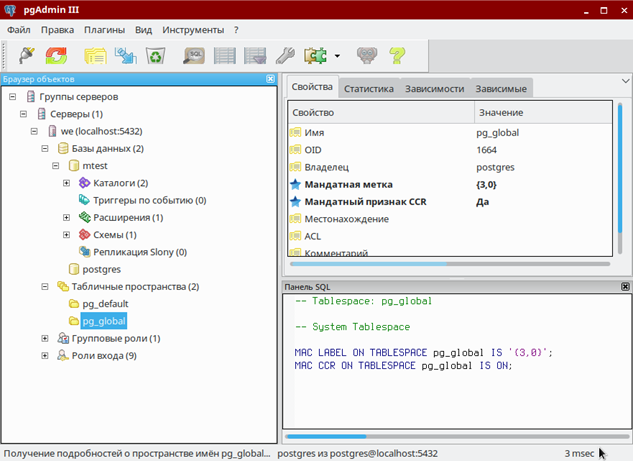 pgAdmin III
Файл Правка Плагины Вид Инструменты ?
SQL
Браузер объектов
Группы серверов
Серверы (1)
we (localhost:5432)
Базы данных (2)
mtest
Каталоги (2)
Триггеры по событию (0)
Расширения (1)
Схемы (1)
Репликация Slony (0)
postgres
Табличные пространства (2)
pg_default
pg_global
Групповые роли (1)
Роли входа (9)
Свойства Статистика Зависимости Зависимые
Свойство Значение
Имя pg_global
OID 1664
Владелец postgres
Мандатная метка {3,0}
Мандатный признак CCR Да
Местонахождение
ACL
Комментарий
Панель SQL
-- Tablespace: pg_global
-- System Tablespace
MAC LABEL ON TABLESPACE pg_global IS '{3,0}';
MAC CCR ON TABLESPACE pg_global IS ON;
Получение подробностей о пространстве имён pg_global... postgres из postgres@localhost:5432 3 msec